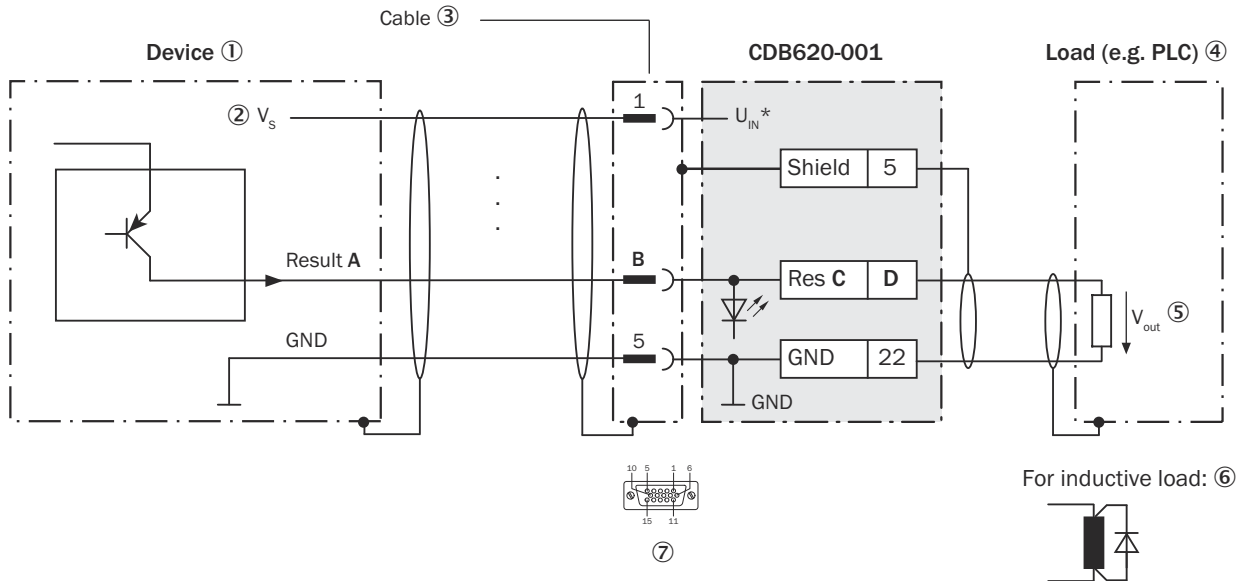 Cable ③
Device ①
CDB620-001
Load (e.g. PLC) ④
② VS
1
UIN*
Shield 5
Result A
B
Res C D
Vout ⑤
GND
5
GND 22
GND
10 5 1 6
15 11
⑦
For inductive load: ⑥